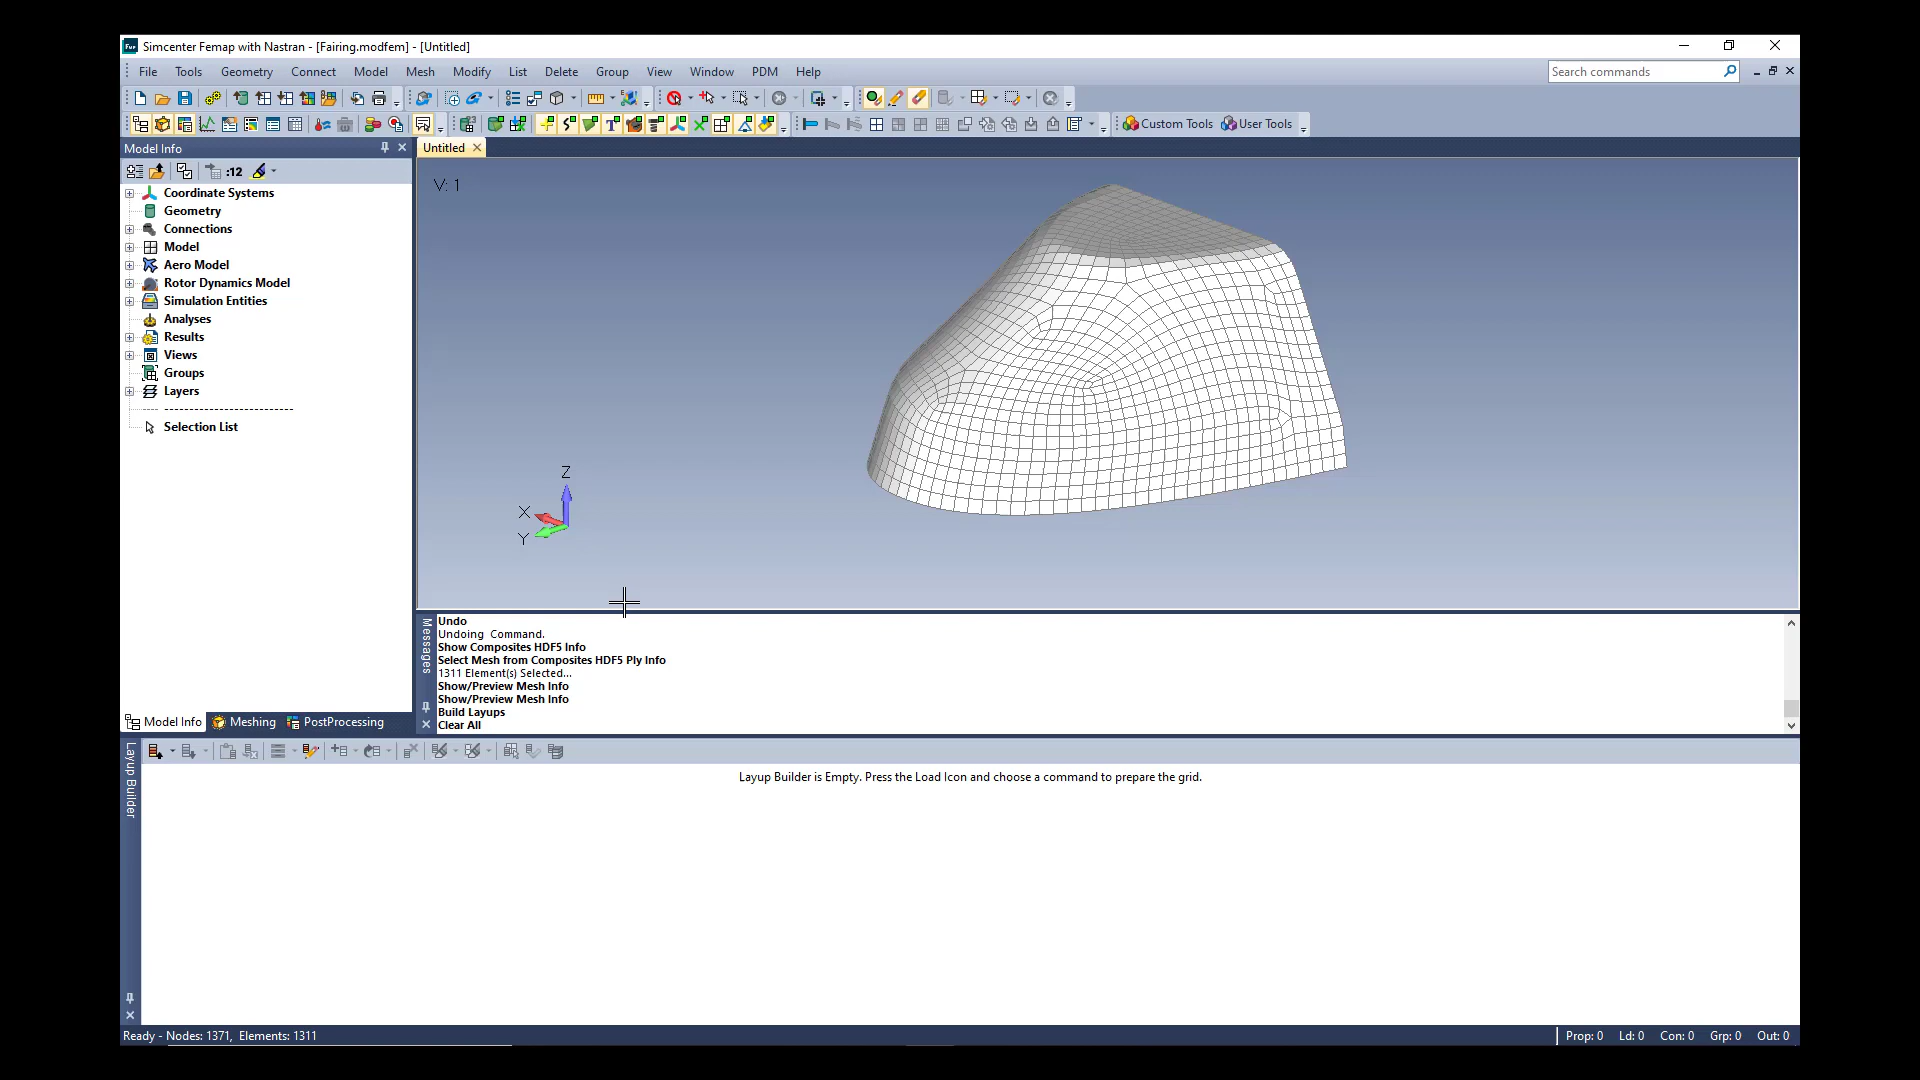 Simcenter Femap with Nastran - [Fairing.modfem] - [Untitled]
File Tools Geometry Connect Model Mesh Modify List Delete Group View Window PDM Help Search commands
Custom Tools User Tools
Model Info
Untitled
:12
V: 1
Coordinate Systems
Geometry
Connections
Model
Aero Model
Rotor Dynamics Model
Simulation Entities
Analyses
Results
Views
Groups
Layers
Selection List
Z
X
Y
Model Info Meshing PostProcessing
Messages
Undo
Undoing Command.
Show Composites HDF5 Info
Select Mesh from Composites HDF5 Ply Info
1311 Element(s) Selected...
Show/Preview Mesh Info
Show/Preview Mesh Info
Build Layups
Clear All
Layup Builder
Layup Builder is Empty. Press the Load Icon and choose a command to prepare the grid.
Ready - Nodes: 1371, Elements: 1311 Prop: 0 Ld: 0 Con: 0 Grp: 0 Out: 0